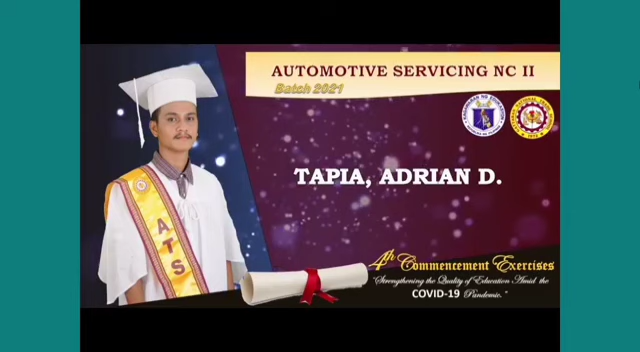 AUTOMOTIVE SERVICING NC II
Batch 2021
TAPIA, ADRIAN D.
ATS
4th Commencement Exercises
"Strengthening the Quality of Education Amid the
COVID-19 Pandemic."